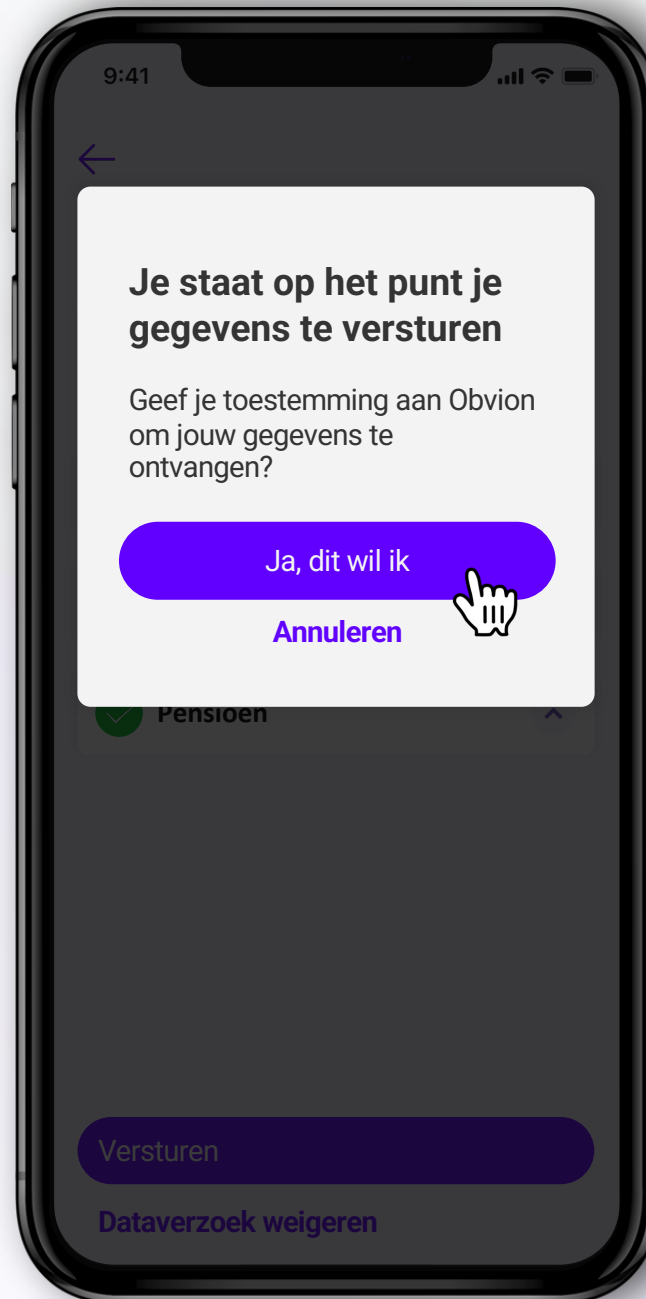 9:41
Je staat op het punt je
gegevens te versturen
Geef je toestemming aan Obvion
om jouw gegevens te
ontvangen?
Ja, dit wil ik
Annuleren
Pensioen
Versturen
Dataverzoek weigeren